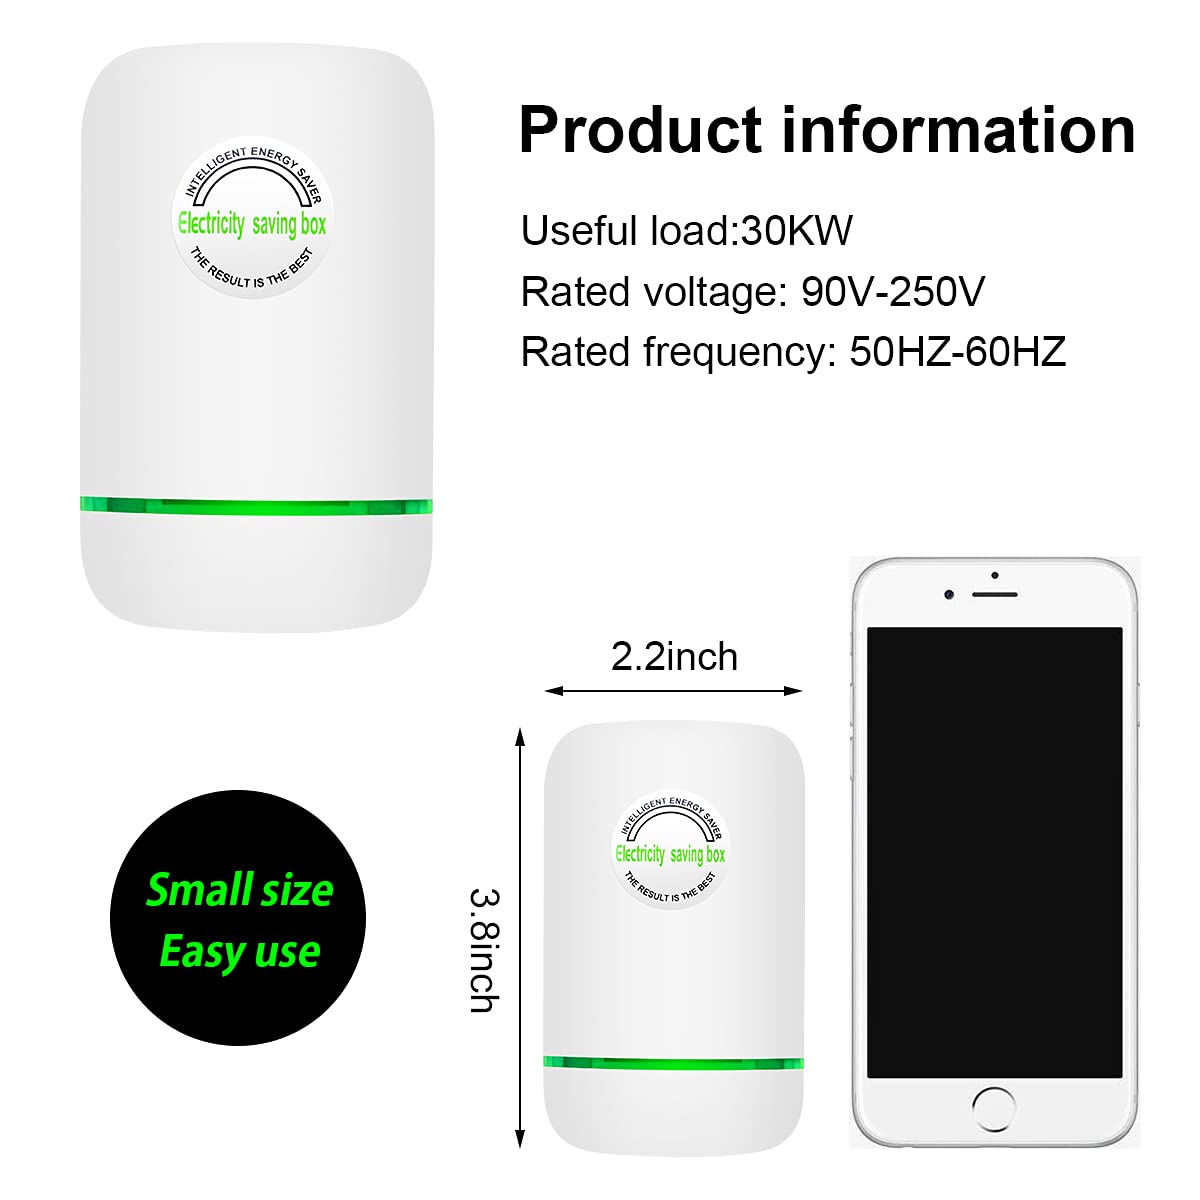 INTELLIGENT ENERGY SAVER
Electricity saving box
THE RESULT IS THE BEST
Product information
Useful load:30KW
Rated voltage: 90V-250V
Rated frequency: 50HZ-60HZ
Small size
Easy use
2.2inch
3.8inch
INTELLIGENT ENERGY SAVER
Electricity saving box
THE RESULT IS THE BEST